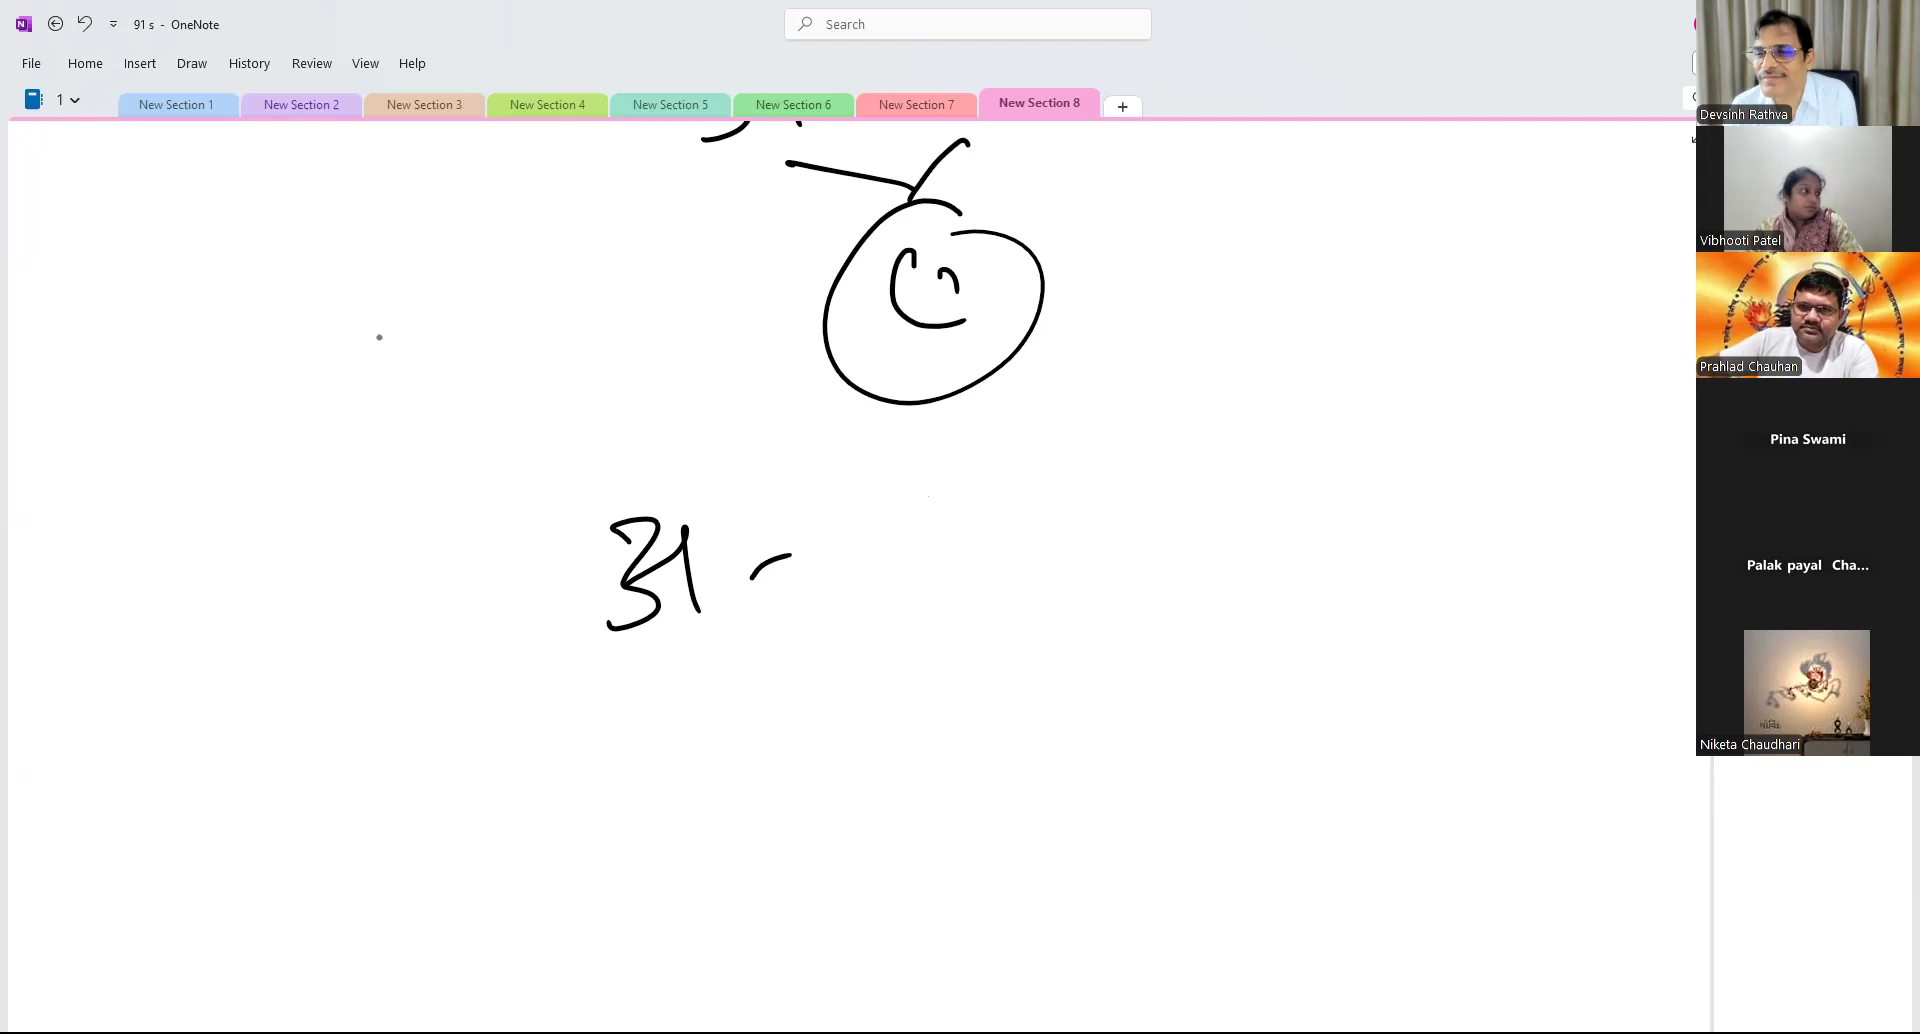 91 s - OneNote
Search
File Home Insert Draw History Review View Help
1 New Section 1 New Section 2 New Section 3 New Section 4 New Section 5 New Section 6 New Section 7 New Section 8 +
31 -
Devsinh Rathva
Vibhooti Patel
Prahlad Chauhan
Pina Swami
Palak payal Cha...
Niketa Chaudhari